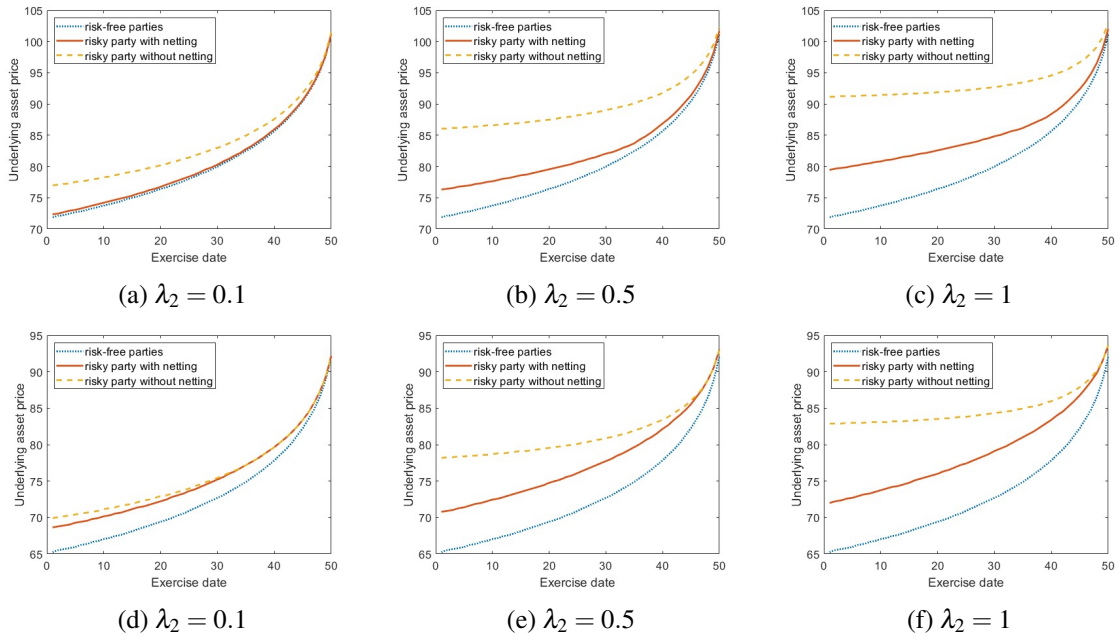 105
100
95
90
85
80
75
70
0 10 20 30 40 50
Underlying asset price
Exercise date
risk-free parties
risky party with netting
risky party without netting
(a) λ₂ = 0.1
105
100
95
90
85
80
75
70
0 10 20 30 40 50
Underlying asset price
Exercise date
risk-free parties
risky party with netting
risky party without netting
(b) λ₂ = 0.5
105
100
95
90
85
80
75
70
0 10 20 30 40 50
Underlying asset price
Exercise date
risk-free parties
risky party with netting
risky party without netting
(c) λ₂ = 1
95
90
85
80
75
70
65
0 10 20 30 40 50
Underlying asset price
Exercise date
risk-free parties
risky party with netting
risky party without netting
(d) λ₂ = 0.1
95
90
85
80
75
70
65
0 10 20 30 40 50
Underlying asset price
Exercise date
risk-free parties
risky party with netting
risky party without netting
(e) λ₂ = 0.5
95
90
85
80
75
70
65
0 10 20 30 40 50
Underlying asset price
Exercise date
risk-free parties
risky party with netting
risky party without netting
(f) λ₂ = 1